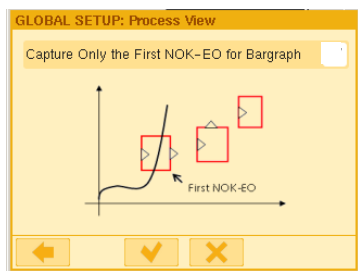 GLOBAL SETUP: Process View
Capture Only the First NOK-EO for Bargraph
First NOK-EO